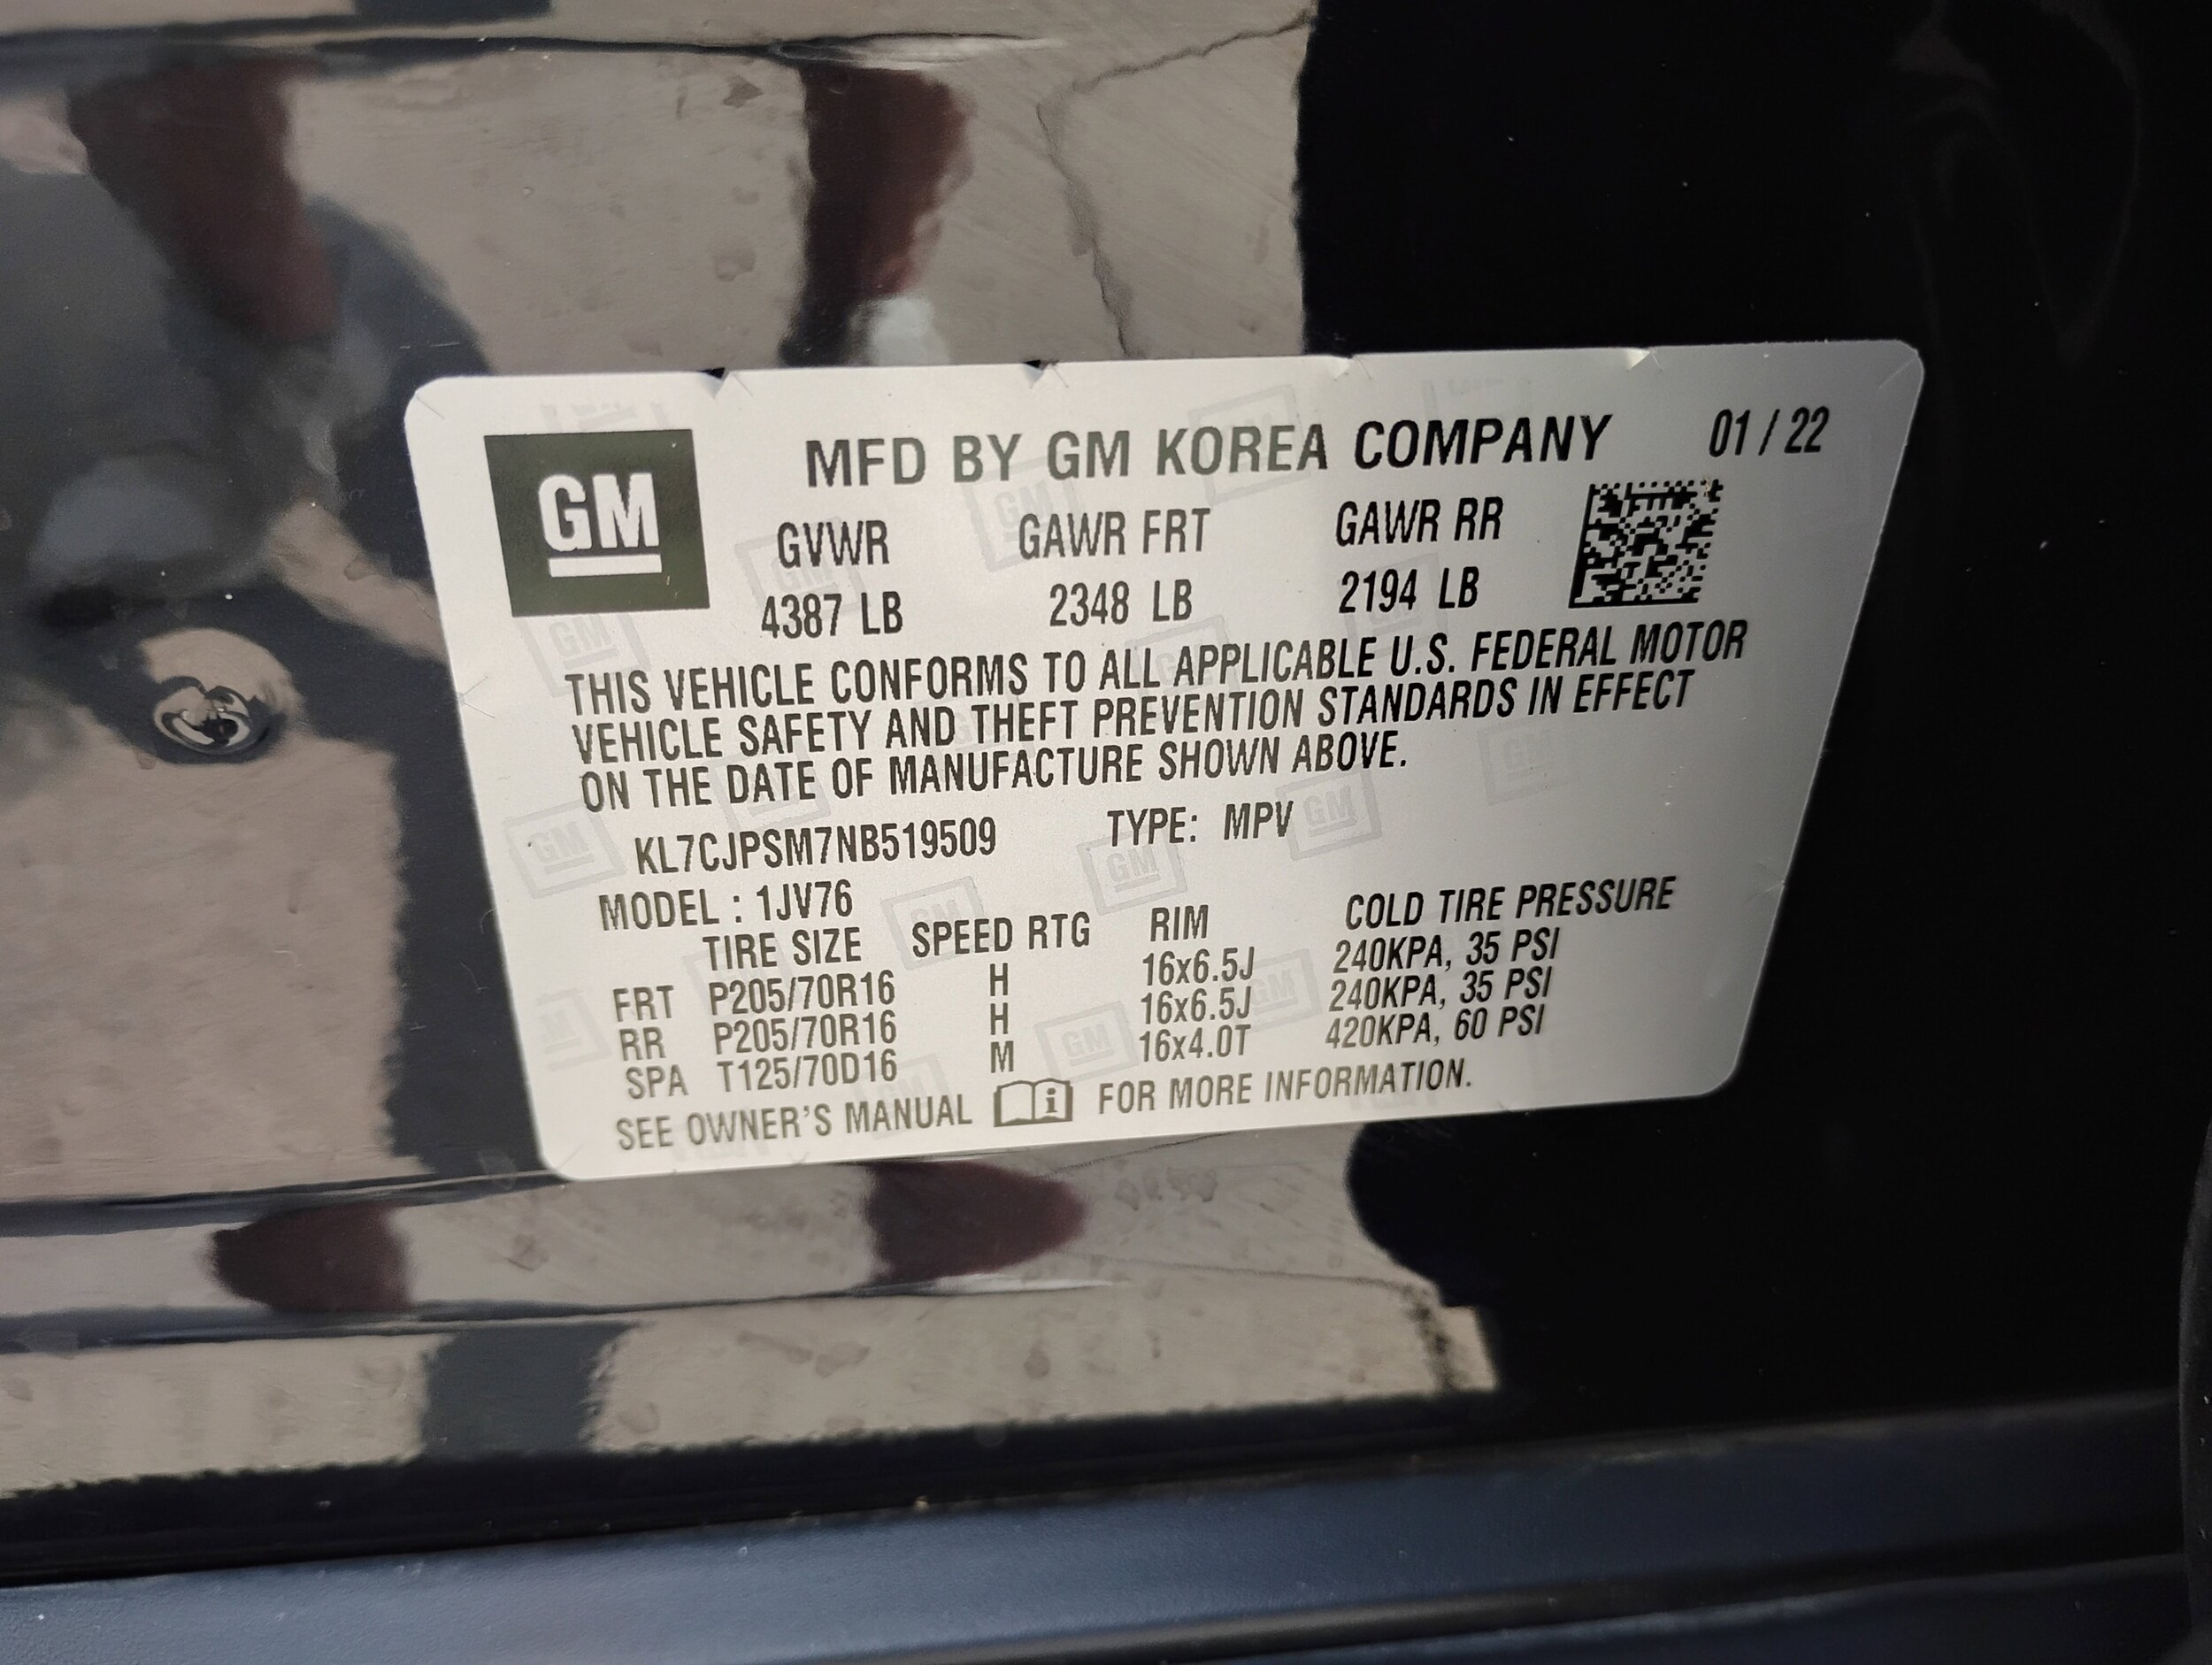 GM
MFD BY GM KOREA COMPANY 01 / 22
GVWR GAWR FRT GAWR RR
4387 LB 2348 LB 2194 LB
THIS VEHICLE CONFORMS TO ALL APPLICABLE U.S. FEDERAL MOTOR
VEHICLE SAFETY AND THEFT PREVENTION STANDARDS IN EFFECT
ON THE DATE OF MANUFACTURE SHOWN ABOVE.
KL7CJPSM7NB519509 TYPE: MPV
MODEL : 1JV76
TIRE SIZE SPEED RTG RIM COLD TIRE PRESSURE
FRT P205/70R16 H 16x6.5J 240KPA, 35 PSI
RR P205/70R16 H 16x6.5J 240KPA, 35 PSI
SPA T125/70D16 M 16x4.0T 420KPA, 60 PSI
SEE OWNER'S MANUAL i FOR MORE INFORMATION.